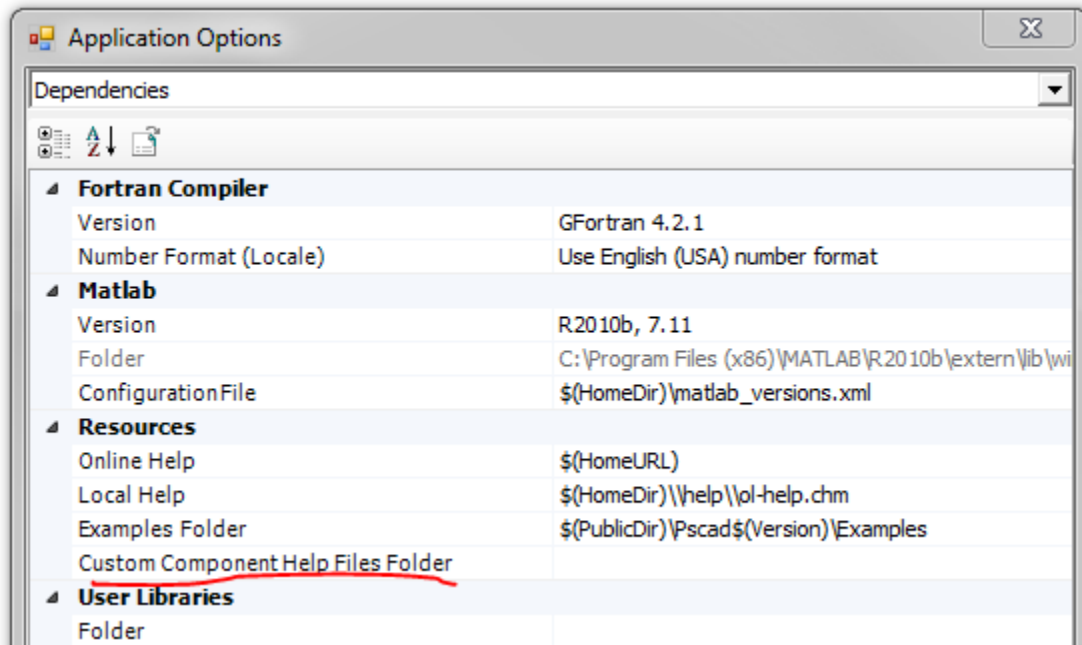 Application Options
Dependencies
Fortran Compiler
Version GFortran 4.2.1
Number Format (Locale) Use English (USA) number format
Matlab
Version R2010b, 7.11
Folder C:\Program Files (x86)\MATLAB\R2010b\extern\lib\wi
ConfigurationFile $(HomeDir)\matlab_versions.xml
Resources
Online Help $(HomeURL)
Local Help $(HomeDir)\\help\\ol-help.chm
Examples Folder $(PublicDir)\Pscad$(Version)\Examples
Custom Component Help Files Folder
User Libraries
Folder